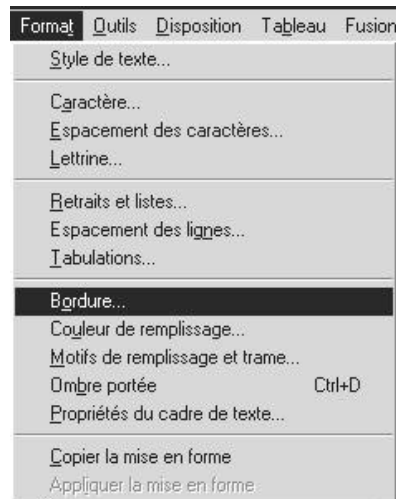 Format Outils Disposition Tableau Fusion
Style de texte...
Caractère...
Espacement des caractères...
Lettrine...
Retraits et listes...
Espacement des lignes...
Tabulations...
Bordure...
Couleur de remplissage...
Motifs de remplissage et trame...
Ombre portée Ctrl+D
Propriétés du cadre de texte...
Copier la mise en forme
Appliquer la mise en forme